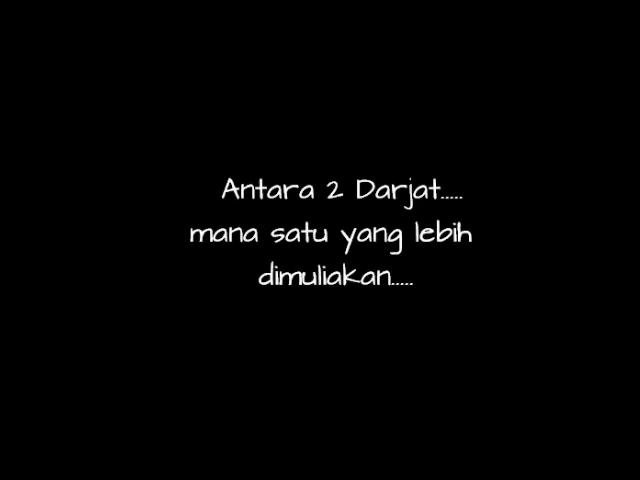 Antara 2 Darjat.....
mana satu yang lebih
dimuliakan.....